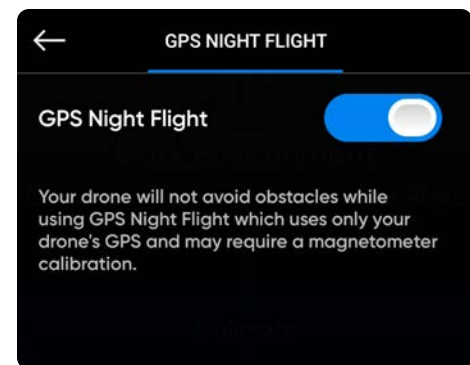 GPS NIGHT FLIGHT
GPS Night Flight
Your drone will not avoid obstacles while
using GPS Night Flight which uses only your
drone's GPS and may require a magnetometer
calibration.